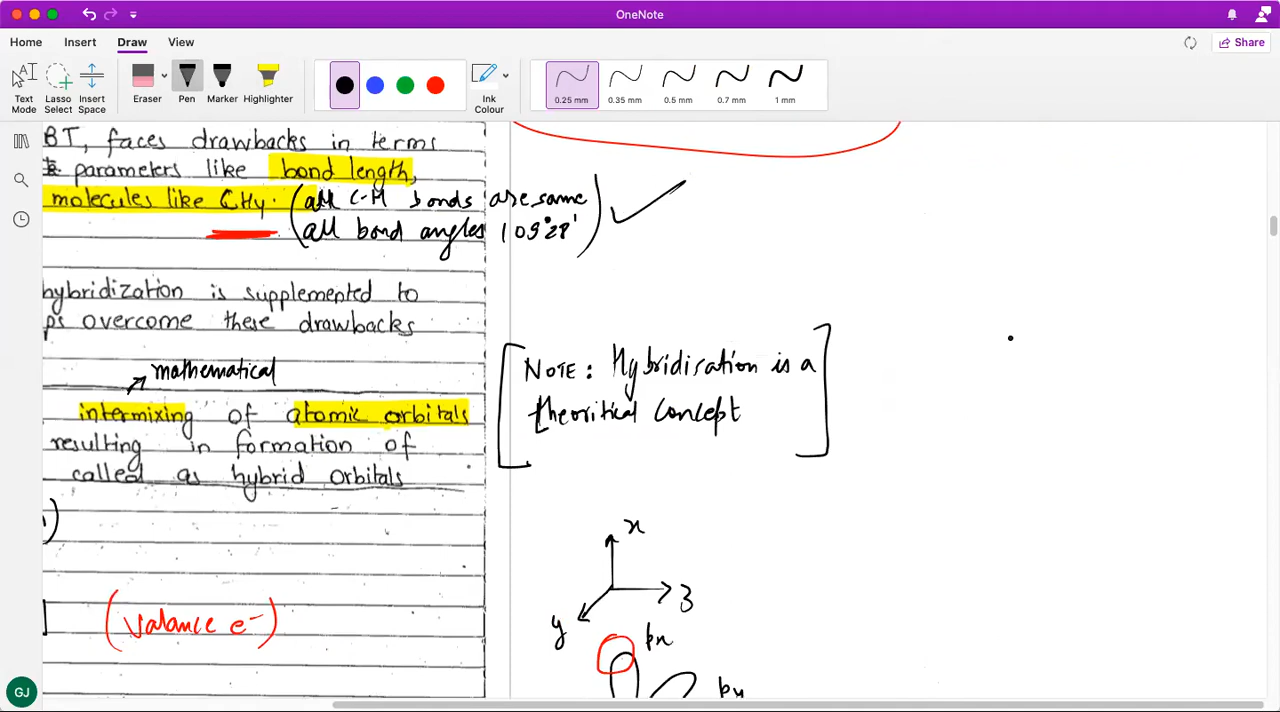 OneNote
Home Insert Draw View
Share
Text Mode
Lasso Select
Insert Space
Eraser
Pen
Marker
Highlighter
Ink Colour
0.25 mm
0.35 mm
0.5 mm
0.7 mm
1 mm
BT, faces drawbacks in terms
parameters like bond length,
molecules like CH4. (all C-H bonds are same)
(all bond angles 109°28')
hybridization is supplemented to
ps overcome these drawbacks
mathematical
intermixing of atomic orbitals
resulting in formation of
called as hybrid orbitals
(Valance e-)
[NOTE: Hybridisation is a
theoritical concept]
x
z
y
px
py
GJ